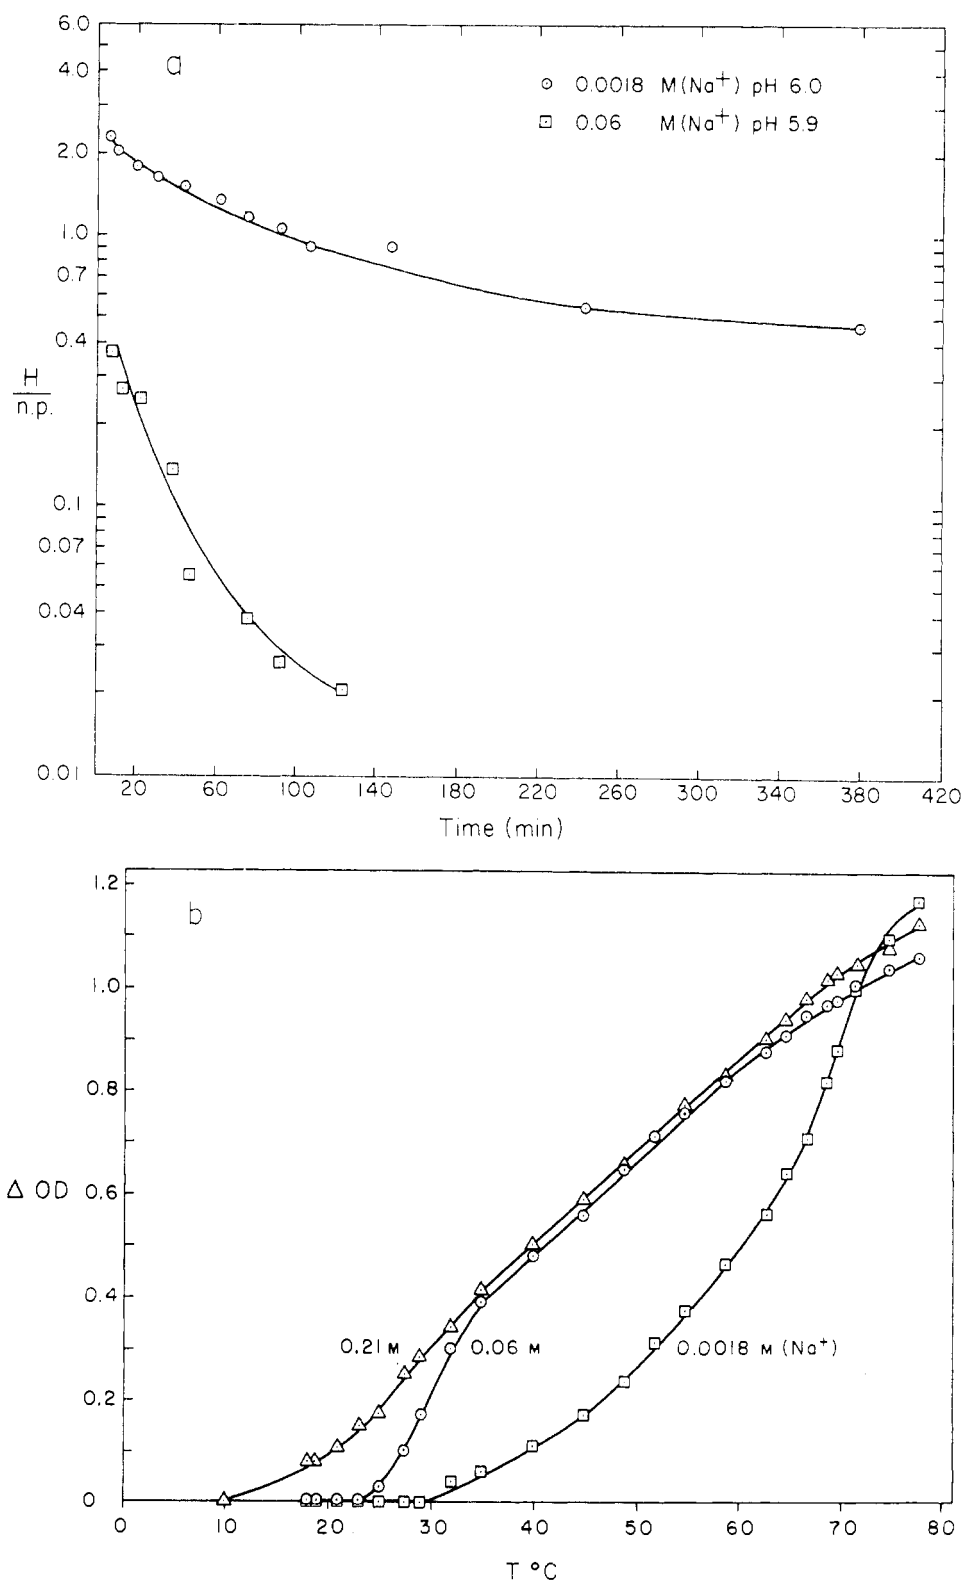 a
6.0
4.0
2.0
1.0
0.7
0.4
0.1
0.07
0.04
0.01
H
n.p.
0.0018 M(Na+) pH 6.0
0.06 M(Na+) pH 5.9
20 60 100 140 180 220 260 300 340 380 420
Time (min)
b
1.2
1.0
0.8
0.6
0.4
0.2
0
Δ OD
0.21 M
0.06 M
0.0018 M (Na+)
0 10 20 30 40 50 60 70 80
T °C